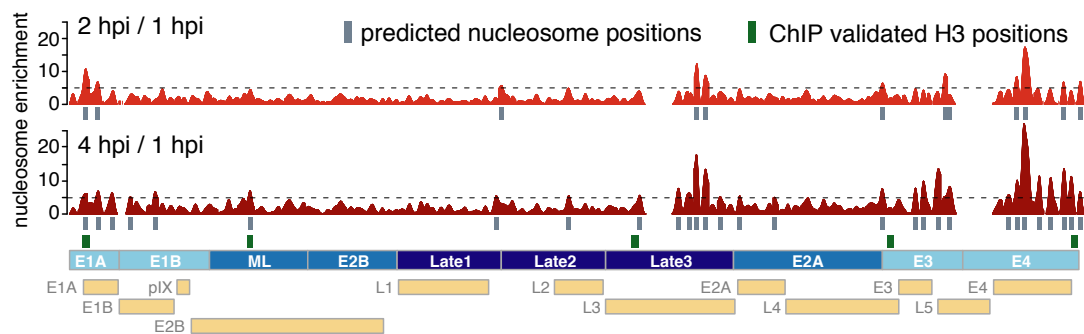 2 hpi / 1 hpi
predicted nucleosome positions
ChIP validated H3 positions
nucleosome enrichment
20
10
0
4 hpi / 1 hpi
20
10
0
E1A E1B ML E2B Late1 Late2 Late3 E2A E3 E4
E1A pIX L1 L2 E2A E3 E4
E1B L3 L4 L5
E2B